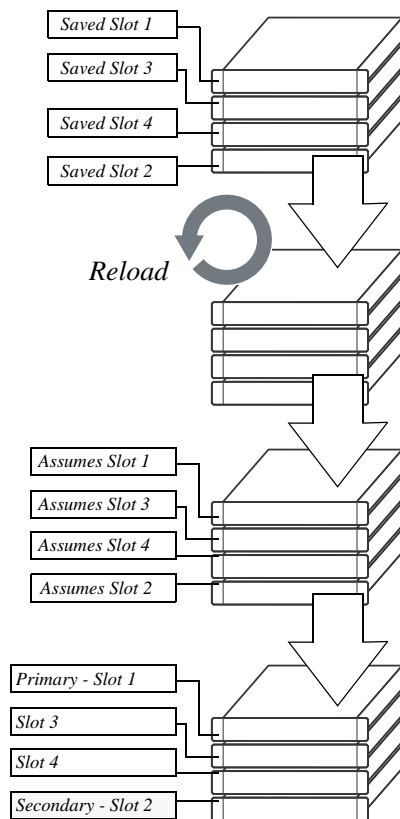 Saved Slot 1
Saved Slot 3
Saved Slot 4
Saved Slot 2
Reload
Assumes Slot 1
Assumes Slot 3
Assumes Slot 4
Assumes Slot 2
Primary - Slot 1
Slot 3
Slot 4
Secondary - Slot 2